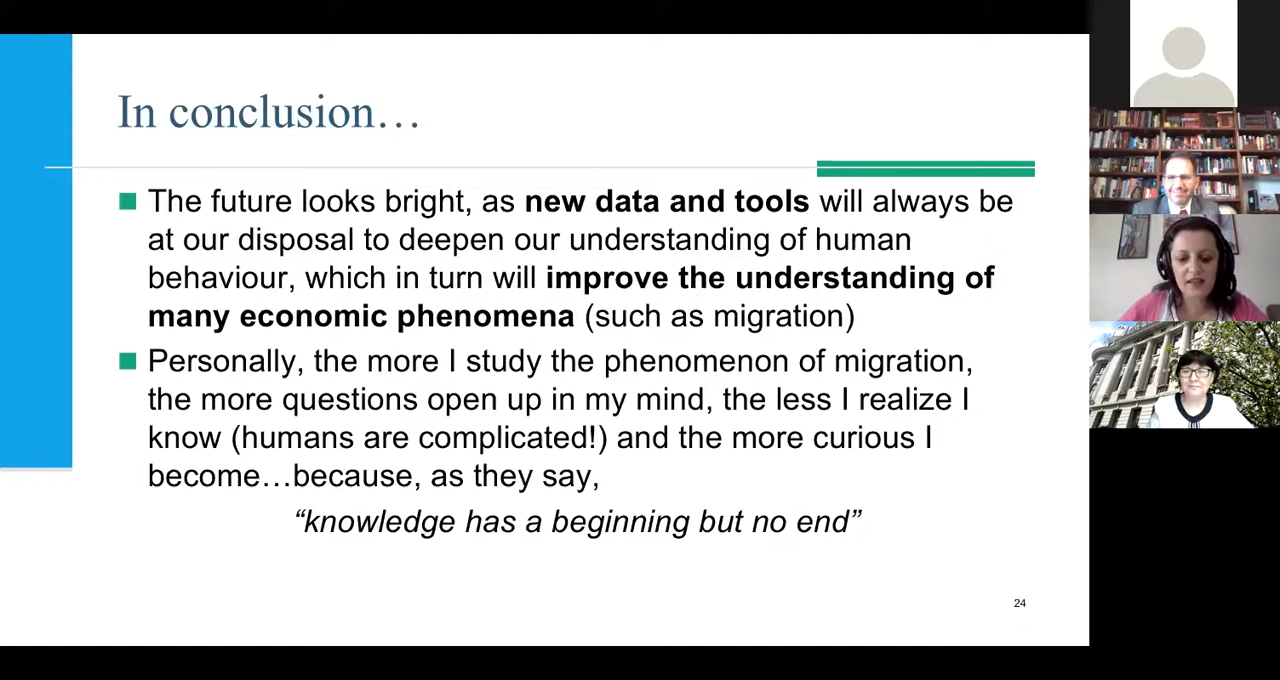 In conclusion…
The future looks bright, as new data and tools will always be
at our disposal to deepen our understanding of human
behaviour, which in turn will improve the understanding of
many economic phenomena (such as migration)
Personally, the more I study the phenomenon of migration,
the more questions open up in my mind, the less I realize I
know (humans are complicated!) and the more curious I
become…because, as they say,
“knowledge has a beginning but no end”
24